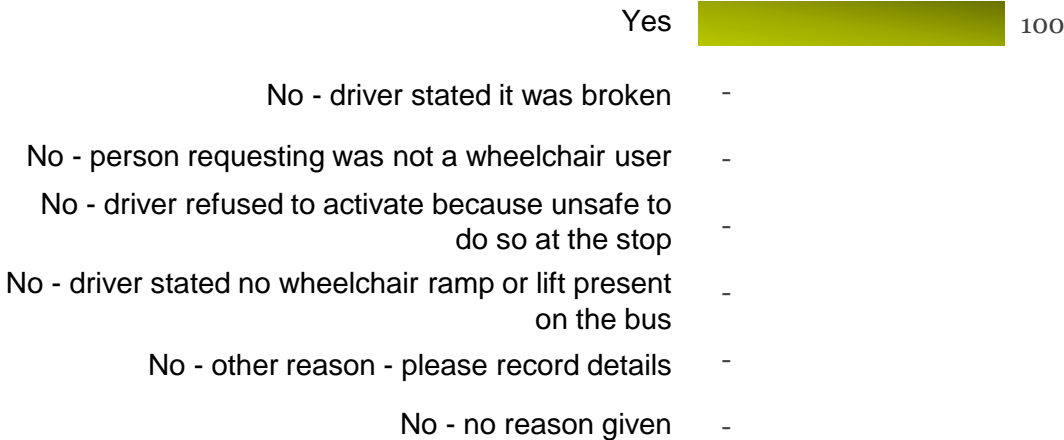 Yes 100
No - driver stated it was broken -
No - person requesting was not a wheelchair user -
No - driver refused to activate because unsafe to
do so at the stop -
No - driver stated no wheelchair ramp or lift present
on the bus -
No - other reason - please record details -
No - no reason given -